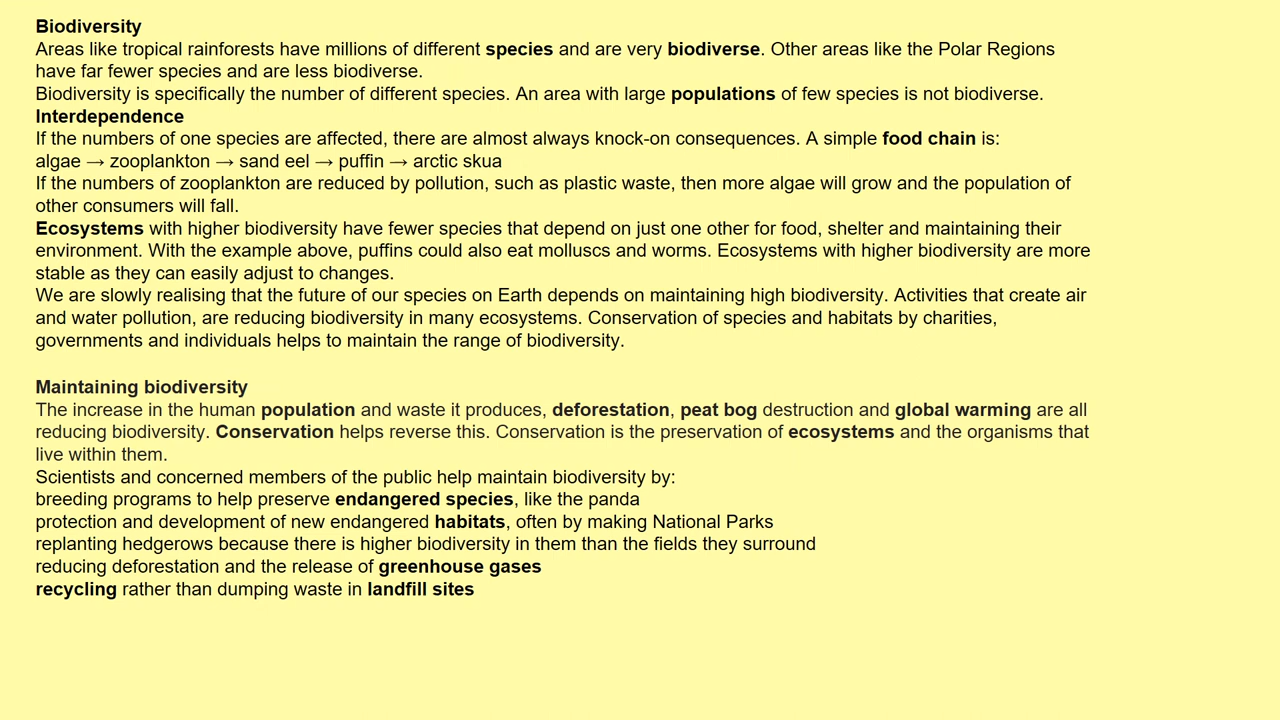 Biodiversity
Areas like tropical rainforests have millions of different species and are very biodiverse. Other areas like the Polar Regions
have far fewer species and are less biodiverse.
Biodiversity is specifically the number of different species. An area with large populations of few species is not biodiverse.
Interdependence
If the numbers of one species are affected, there are almost always knock-on consequences. A simple food chain is:
algae → zooplankton → sand eel → puffin → arctic skua
If the numbers of zooplankton are reduced by pollution, such as plastic waste, then more algae will grow and the population of
other consumers will fall.
Ecosystems with higher biodiversity have fewer species that depend on just one other for food, shelter and maintaining their
environment. With the example above, puffins could also eat molluscs and worms. Ecosystems with higher biodiversity are more
stable as they can easily adjust to changes.
We are slowly realising that the future of our species on Earth depends on maintaining high biodiversity. Activities that create air
and water pollution, are reducing biodiversity in many ecosystems. Conservation of species and habitats by charities,
governments and individuals helps to maintain the range of biodiversity.
Maintaining biodiversity
The increase in the human population and waste it produces, deforestation, peat bog destruction and global warming are all
reducing biodiversity. Conservation helps reverse this. Conservation is the preservation of ecosystems and the organisms that
live within them.
Scientists and concerned members of the public help maintain biodiversity by:
breeding programs to help preserve endangered species, like the panda
protection and development of new endangered habitats, often by making National Parks
replanting hedgerows because there is higher biodiversity in them than the fields they surround
reducing deforestation and the release of greenhouse gases
recycling rather than dumping waste in landfill sites